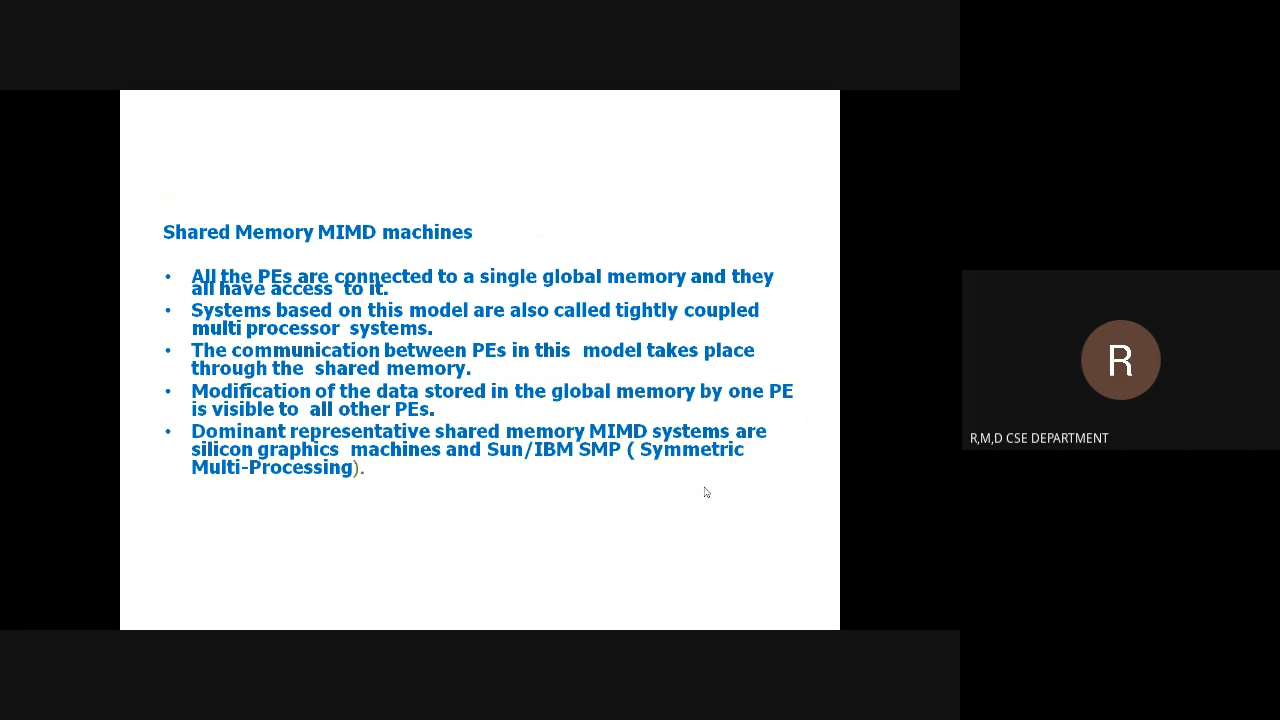 Shared Memory MIMD machines
• All the PEs are connected to a single global memory and they
all have access to it.
• Systems based on this model are also called tightly coupled
multi processor systems.
• The communication between PEs in this model takes place
through the shared memory.
• Modification of the data stored in the global memory by one PE
is visible to all other PEs.
• Dominant representative shared memory MIMD systems are
silicon graphics machines and Sun/IBM SMP ( Symmetric
Multi-Processing).
R
R,M,D CSE DEPARTMENT